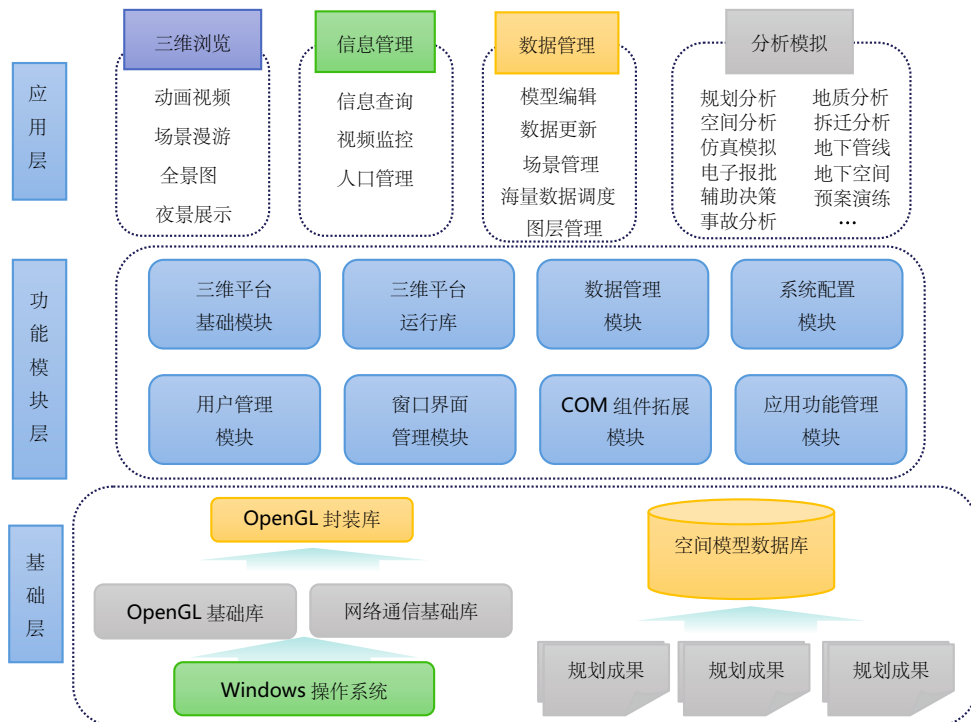 应用层
三维浏览
动画视频
场景漫游
全景图
夜景展示
信息管理
信息查询
视频监控
人口管理
数据管理
模型编辑
数据更新
场景管理
海量数据调度
图层管理
分析模拟
规划分析
空间分析
仿真模拟
电子报批
辅助决策
事故分析
地质分析
拆迁分析
地下管线
地下空间
预案演练
…
功能模块层
三维平台
基础模块
三维平台
运行库
数据管理
模块
系统配置
模块
用户管理
模块
窗口界面
管理模块
COM 组件拓展
模块
应用功能管理
模块
基础层
OpenGL 封装库
OpenGL 基础库
网络通信基础库
Windows 操作系统
空间模型数据库
规划成果
规划成果
规划成果